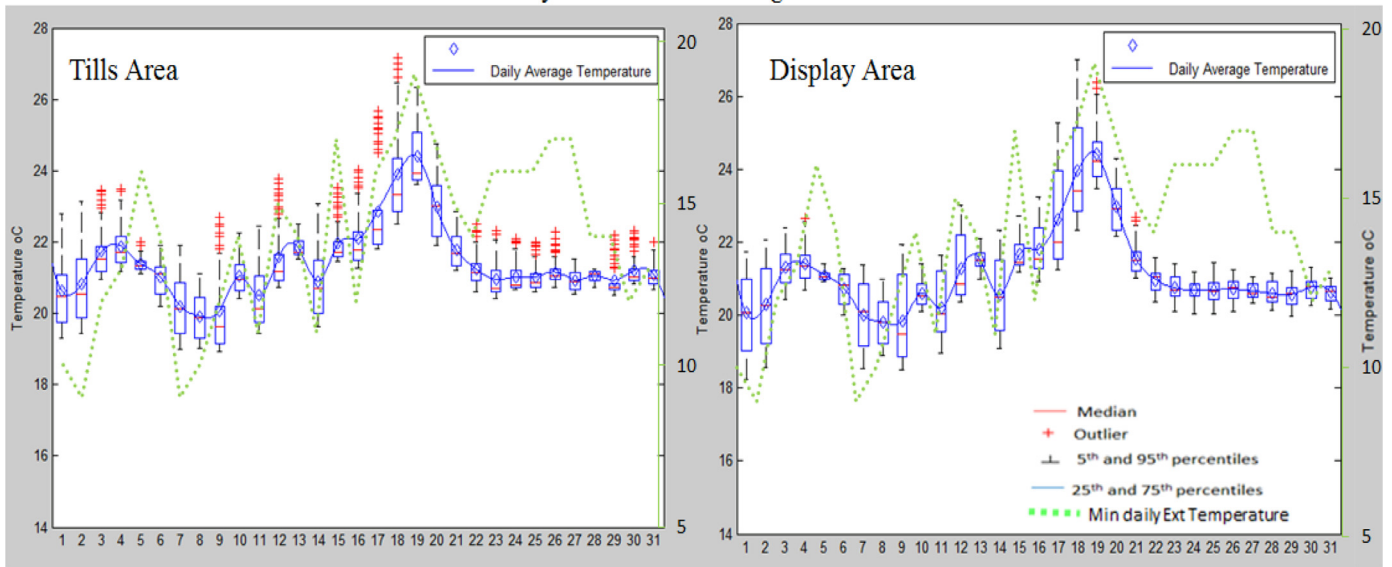 Tills Area
Daily Average Temperature
Temperature oC
28
26
24
22
20
18
16
14
20
15
10
5
1 2 3 4 5 6 7 8 9 10 11 12 13 14 15 16 17 18 19 20 21 22 23 24 25 26 27 28 29 30 31
Display Area
Daily Average Temperature
Temperature oC
28
26
24
22
20
18
16
14
20
15
10
5
Temperature oC
Median
Outlier
5th and 95th percentiles
25th and 75th percentiles
Min daily Ext Temperature
1 2 3 4 5 6 7 8 9 10 11 12 13 14 15 16 17 18 19 20 21 22 23 24 25 26 27 28 29 30 31